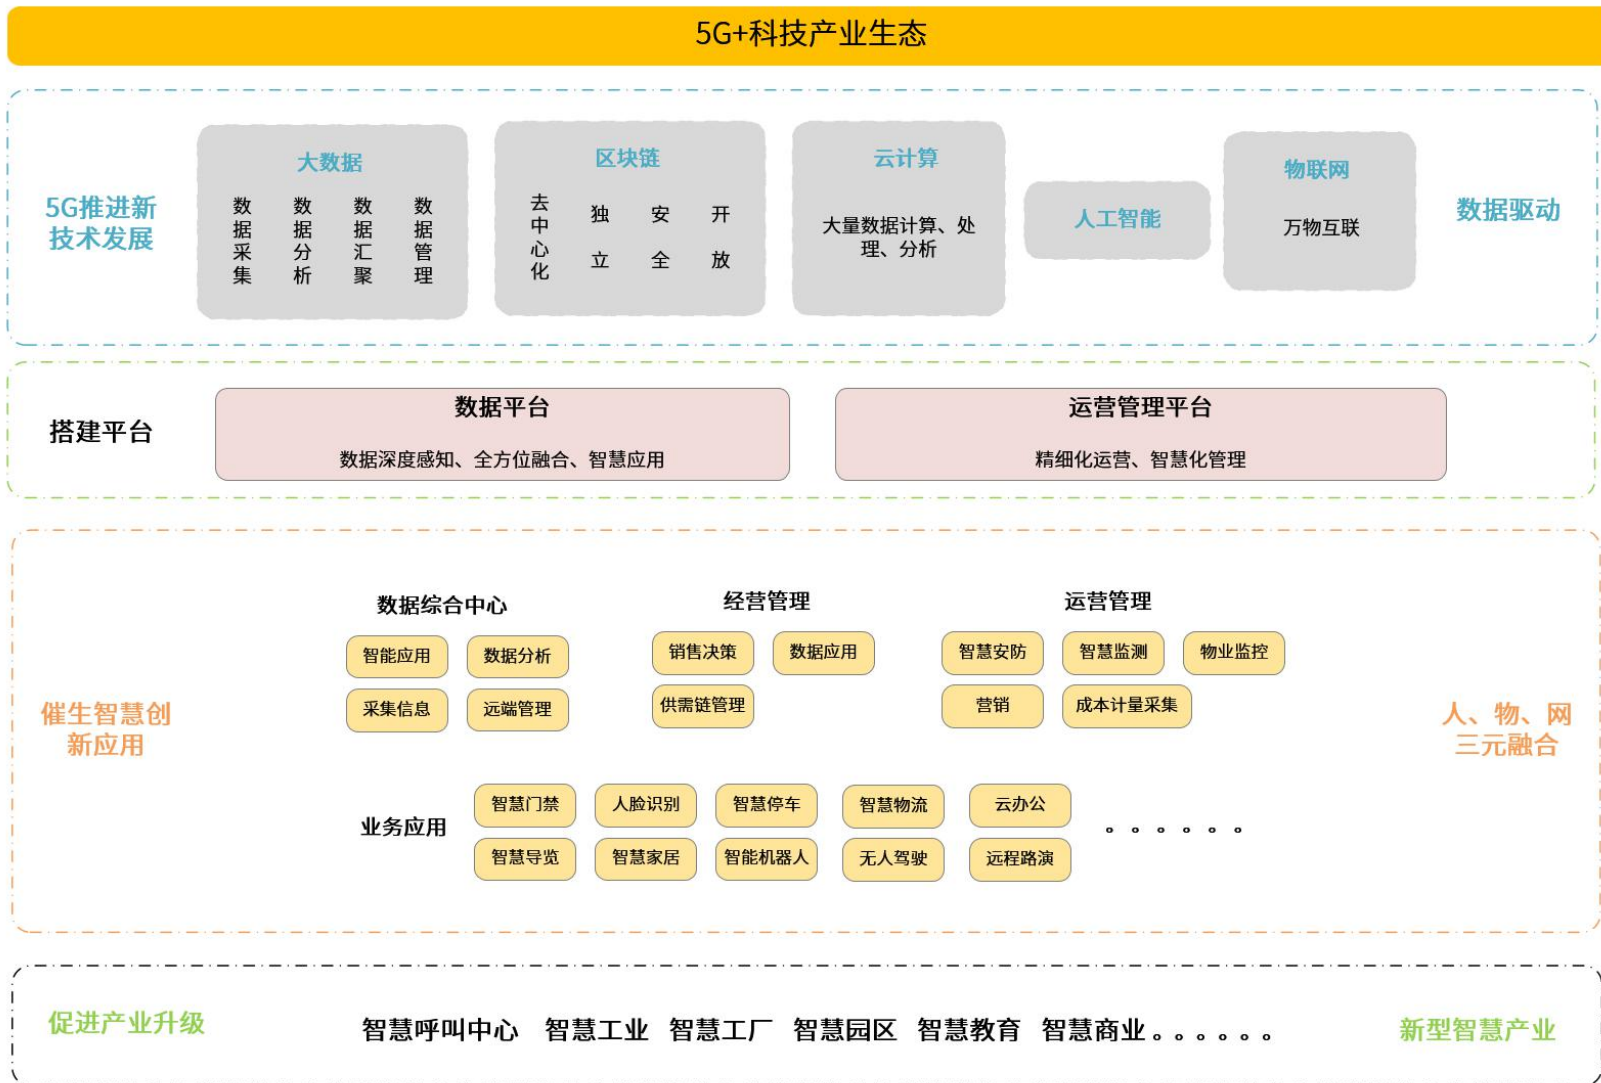 5G+科技产业生态
5G推进新
技术发展
大数据
数据采集
数据分析
数据汇聚
数据管理
区块链
去中心化
独立
安全
开放
云计算
大量数据计算、处
理、分析
人工智能
物联网
万物互联
数据驱动
搭建平台
数据平台
数据深度感知、全方位融合、智慧应用
运营管理平台
精细化运营、智慧化管理
催生智慧创
新应用
数据综合中心
智能应用
数据分析
采集信息
远端管理
经营管理
销售决策
数据应用
供需链管理
运营管理
智慧安防
智慧监测
物业监控
营销
成本计量采集
业务应用
智慧门禁
人脸识别
智慧停车
智慧物流
云办公
智慧导览
智慧家居
智能机器人
无人驾驶
远程路演
。。。。。。
人、物、网
三元融合
促进产业升级
智慧呼叫中心 智慧工业 智慧工厂 智慧园区 智慧教育 智慧商业。。。。。。
新型智慧产业